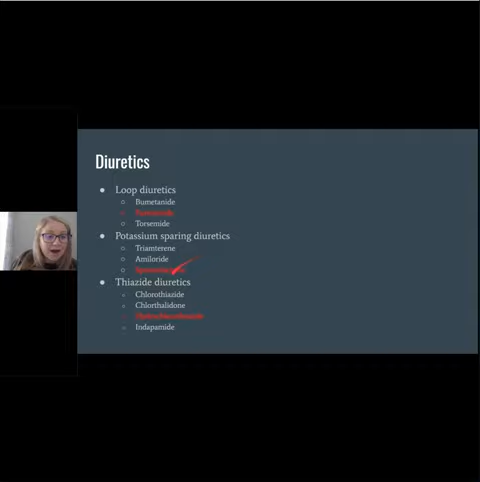 Diuretics
Loop diuretics
Bumetanide
Torsemide
Potassium sparing diuretics
Triamterene
Amiloride
Thiazide diuretics
Chlorothiazide
Chlorthalidone
Indapamide